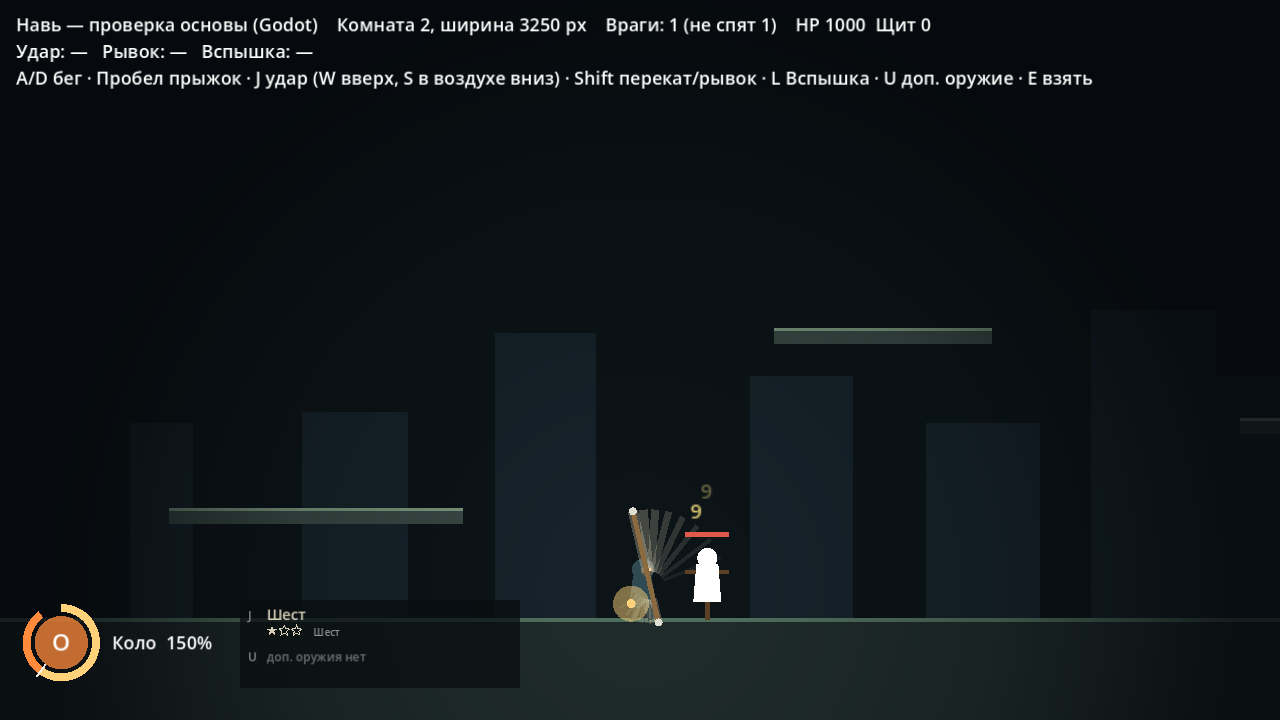 Навь — проверка основы (Godot) Комната 2, ширина 3250 px Враги: 1 (не спят 1) HP 1000 Щит 0
Удар: — Рывок: — Вспышка: —
A/D бег · Пробел прыжок · J удар (W вверх, S в воздухе вниз) · Shift перекат/рывок · L Вспышка · U доп. оружие · E взять
9
9
J Шест
★☆☆ Шест
О Коло 150%
U доп. оружия нет